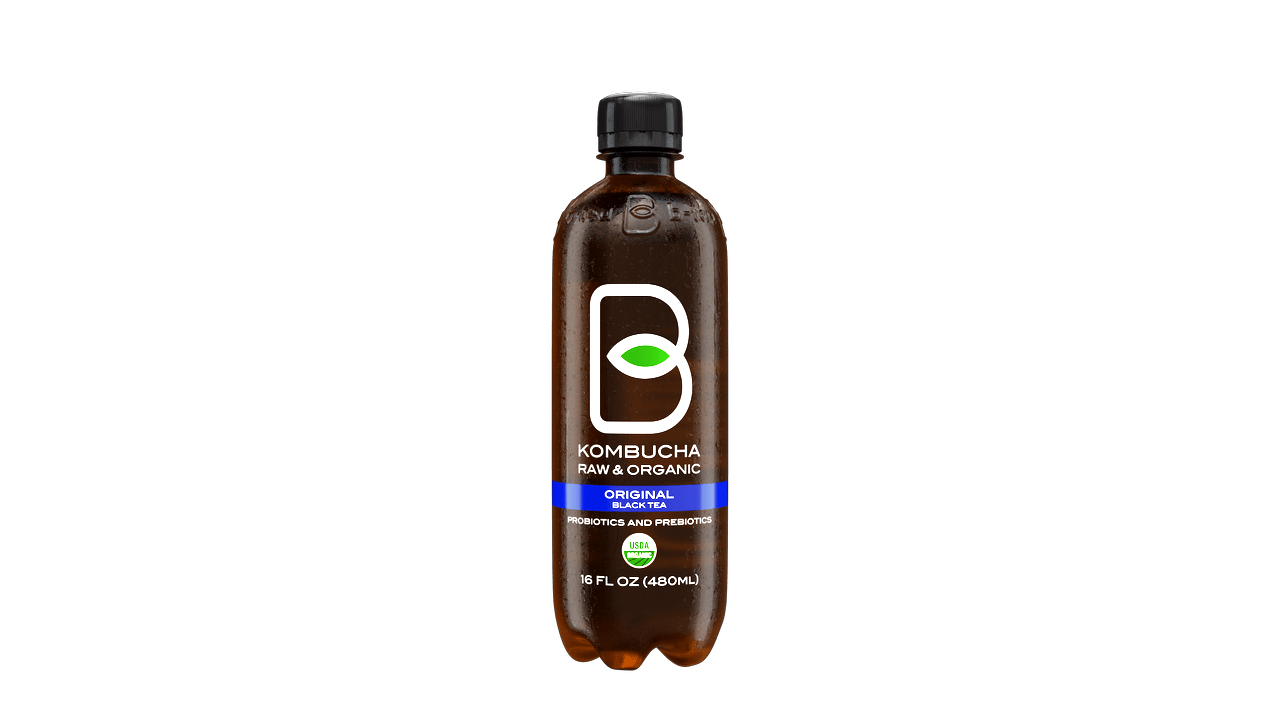 B
KOMBUCHA
RAW & ORGANIC
ORIGINAL
BLACK TEA
PROBIOTICS AND PREBIOTICS
USDA
ORGANIC
16 FL OZ (480ML)